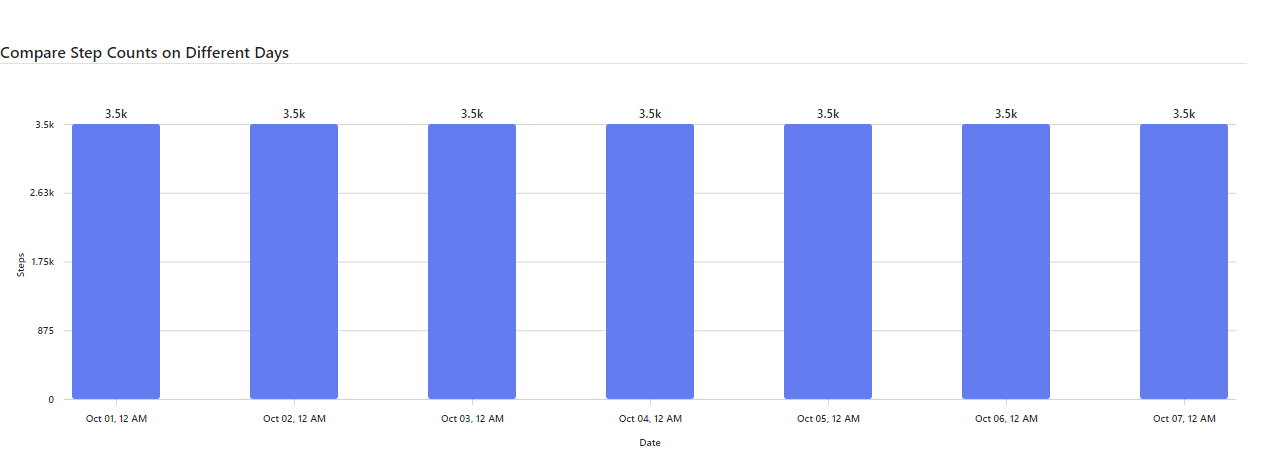 Compare Step Counts on Different Days
3.5k 3.5k 3.5k 3.5k 3.5k 3.5k 3.5k
3.5k
2.63k
1.75k
875
0
Steps
Oct 01, 12 AM Oct 02, 12 AM Oct 03, 12 AM Oct 04, 12 AM Oct 05, 12 AM Oct 06, 12 AM Oct 07, 12 AM
Date